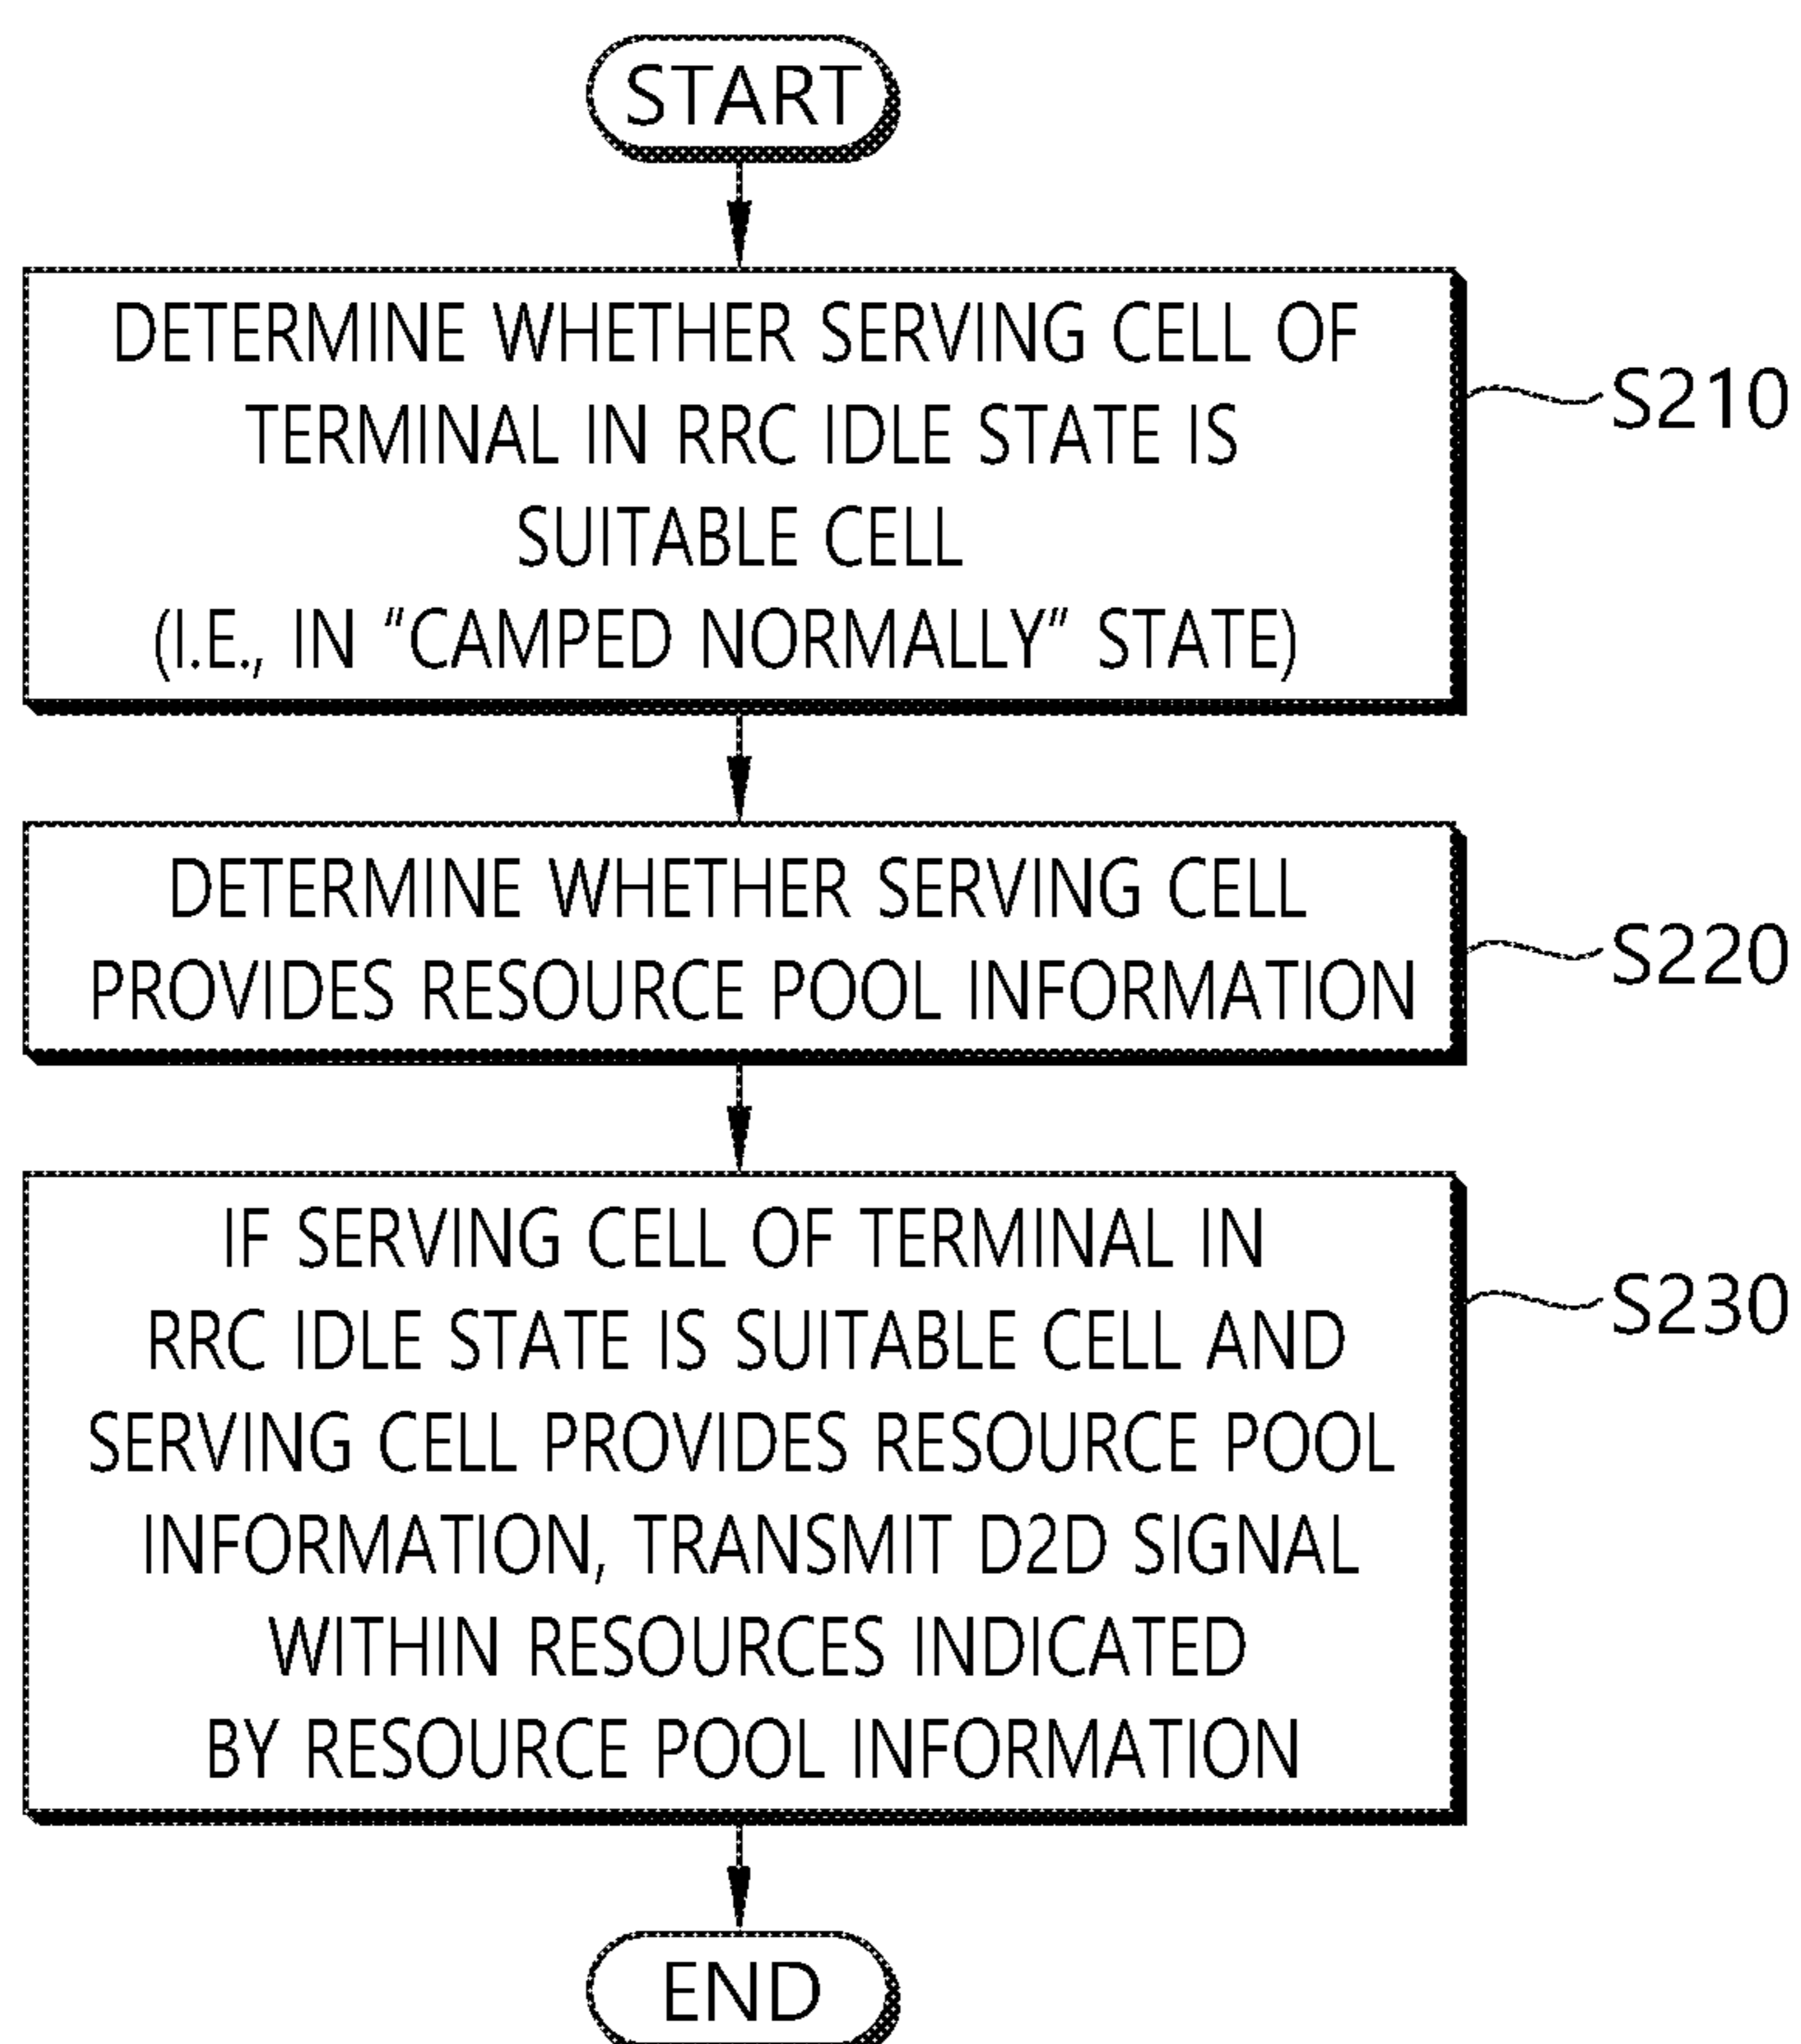 START
DETERMINE WHETHER SERVING CELL OF
TERMINAL IN RRC IDLE STATE IS
SUITABLE CELL
(I.E., IN "CAMPED NORMALLY" STATE)
S210
DETERMINE WHETHER SERVING CELL
PROVIDES RESOURCE POOL INFORMATION
S220
IF SERVING CELL OF TERMINAL IN
RRC IDLE STATE IS SUITABLE CELL AND
SERVING CELL PROVIDES RESOURCE POOL
INFORMATION, TRANSMIT D2D SIGNAL
WITHIN RESOURCES INDICATED
BY RESOURCE POOL INFORMATION
S230
END